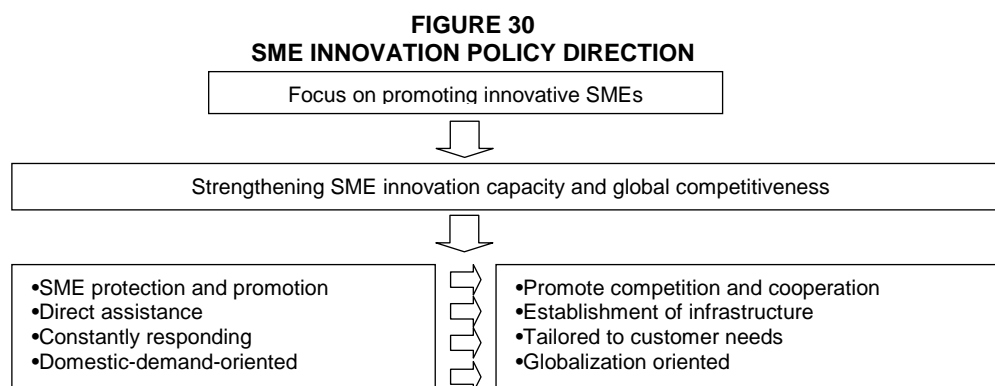 FIGURE 30
SME INNOVATION POLICY DIRECTION
Focus on promoting innovative SMEs
Strengthening SME innovation capacity and global competitiveness
•SME protection and promotion
•Direct assistance
•Constantly responding
•Domestic-demand-oriented
•Promote competition and cooperation
•Establishment of infrastructure
•Tailored to customer needs
•Globalization oriented